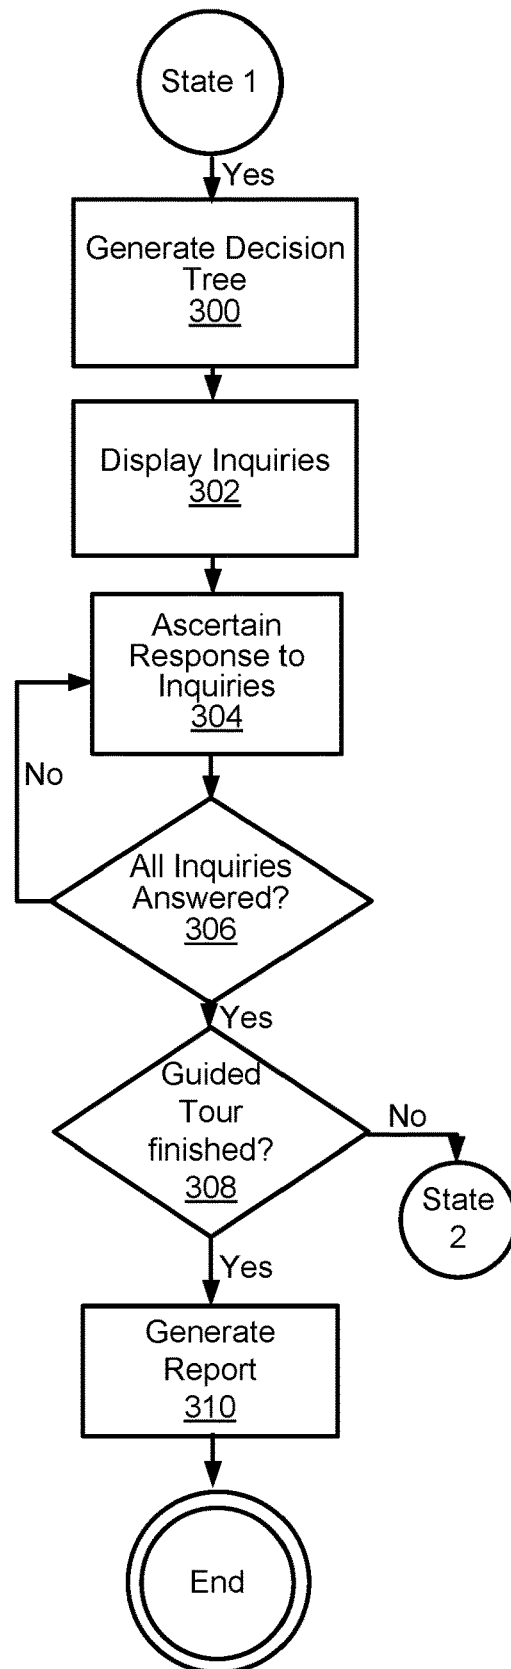 State 1
Yes
Generate Decision
Tree
300
Display Inquiries
302
Ascertain
Response to
Inquiries
304
No
All Inquiries
Answered?
306
Yes
Guided
Tour
finished?
308
No
State
2
Yes
Generate
Report
310
End